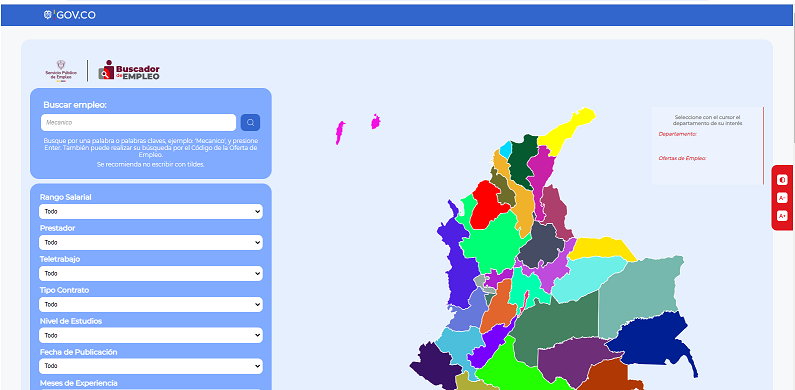 GOV.CO
Servicio Público
de Empleo
Buscador
de EMPLEO
Buscar empleo:
Mecanico
Busque por una palabra o palabras claves, ejemplo: 'Mecanico', y presione
Enter, También puede realizar su búsqueda por el Código de la Oferta de
Empleo.
Se recomienda no escribir con tildes.
Rango Salarial
Todo
Prestador
Todo
Teletrabajo
Todo
Tipo Contrato
Todo
Nivel de Estudios
Todo
Fecha de Publicación
Todo
Meses de Experiencia
Seleccione con el cursor el
departamento de su interés
Departamento:
Ofertas de Empleo:
A-
A+